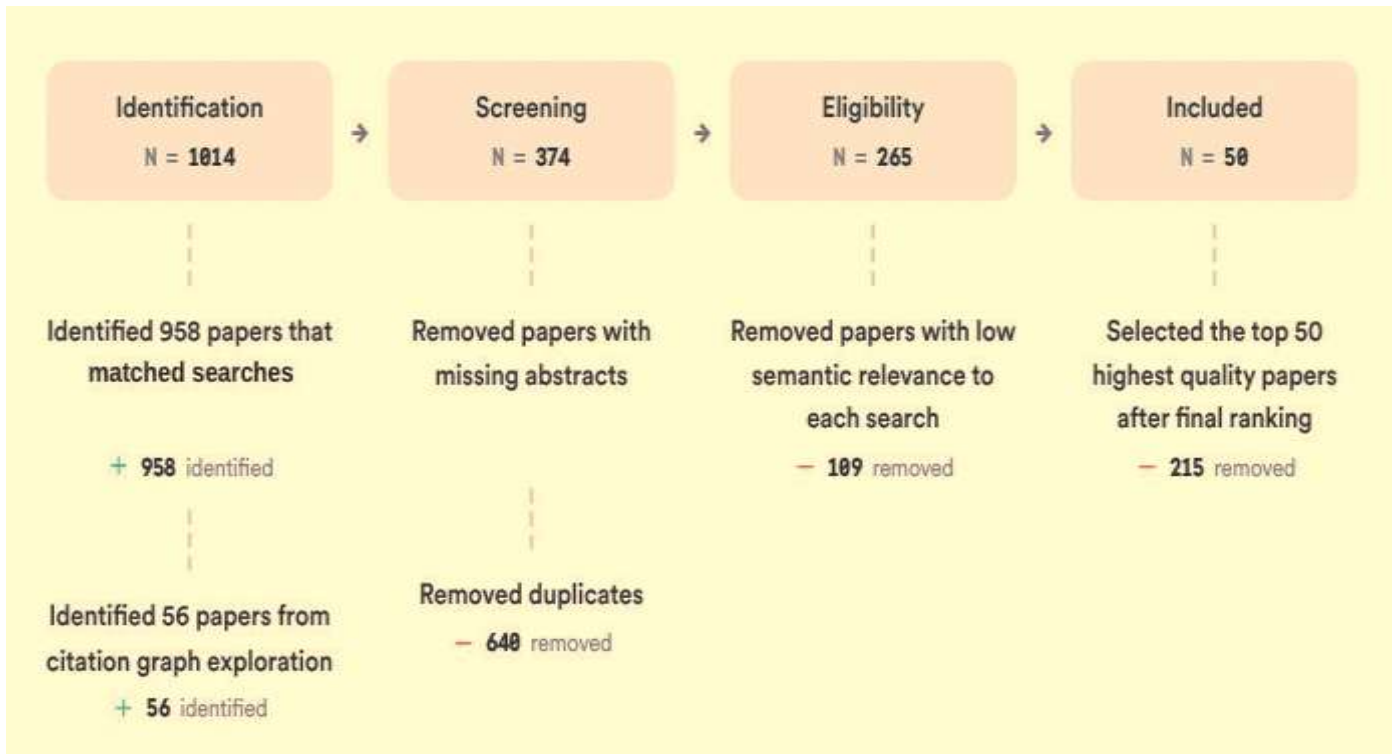 Identification
N = 1014
→
Screening
N = 374
→
Eligibility
N = 265
→
Included
N = 50
Identified 958 papers that
matched searches
+ 958 identified
Identified 56 papers from
citation graph exploration
+ 56 identified
Removed papers with
missing abstracts
Removed duplicates
− 640 removed
Removed papers with low
semantic relevance to
each search
− 109 removed
Selected the top 50
highest quality papers
after final ranking
− 215 removed